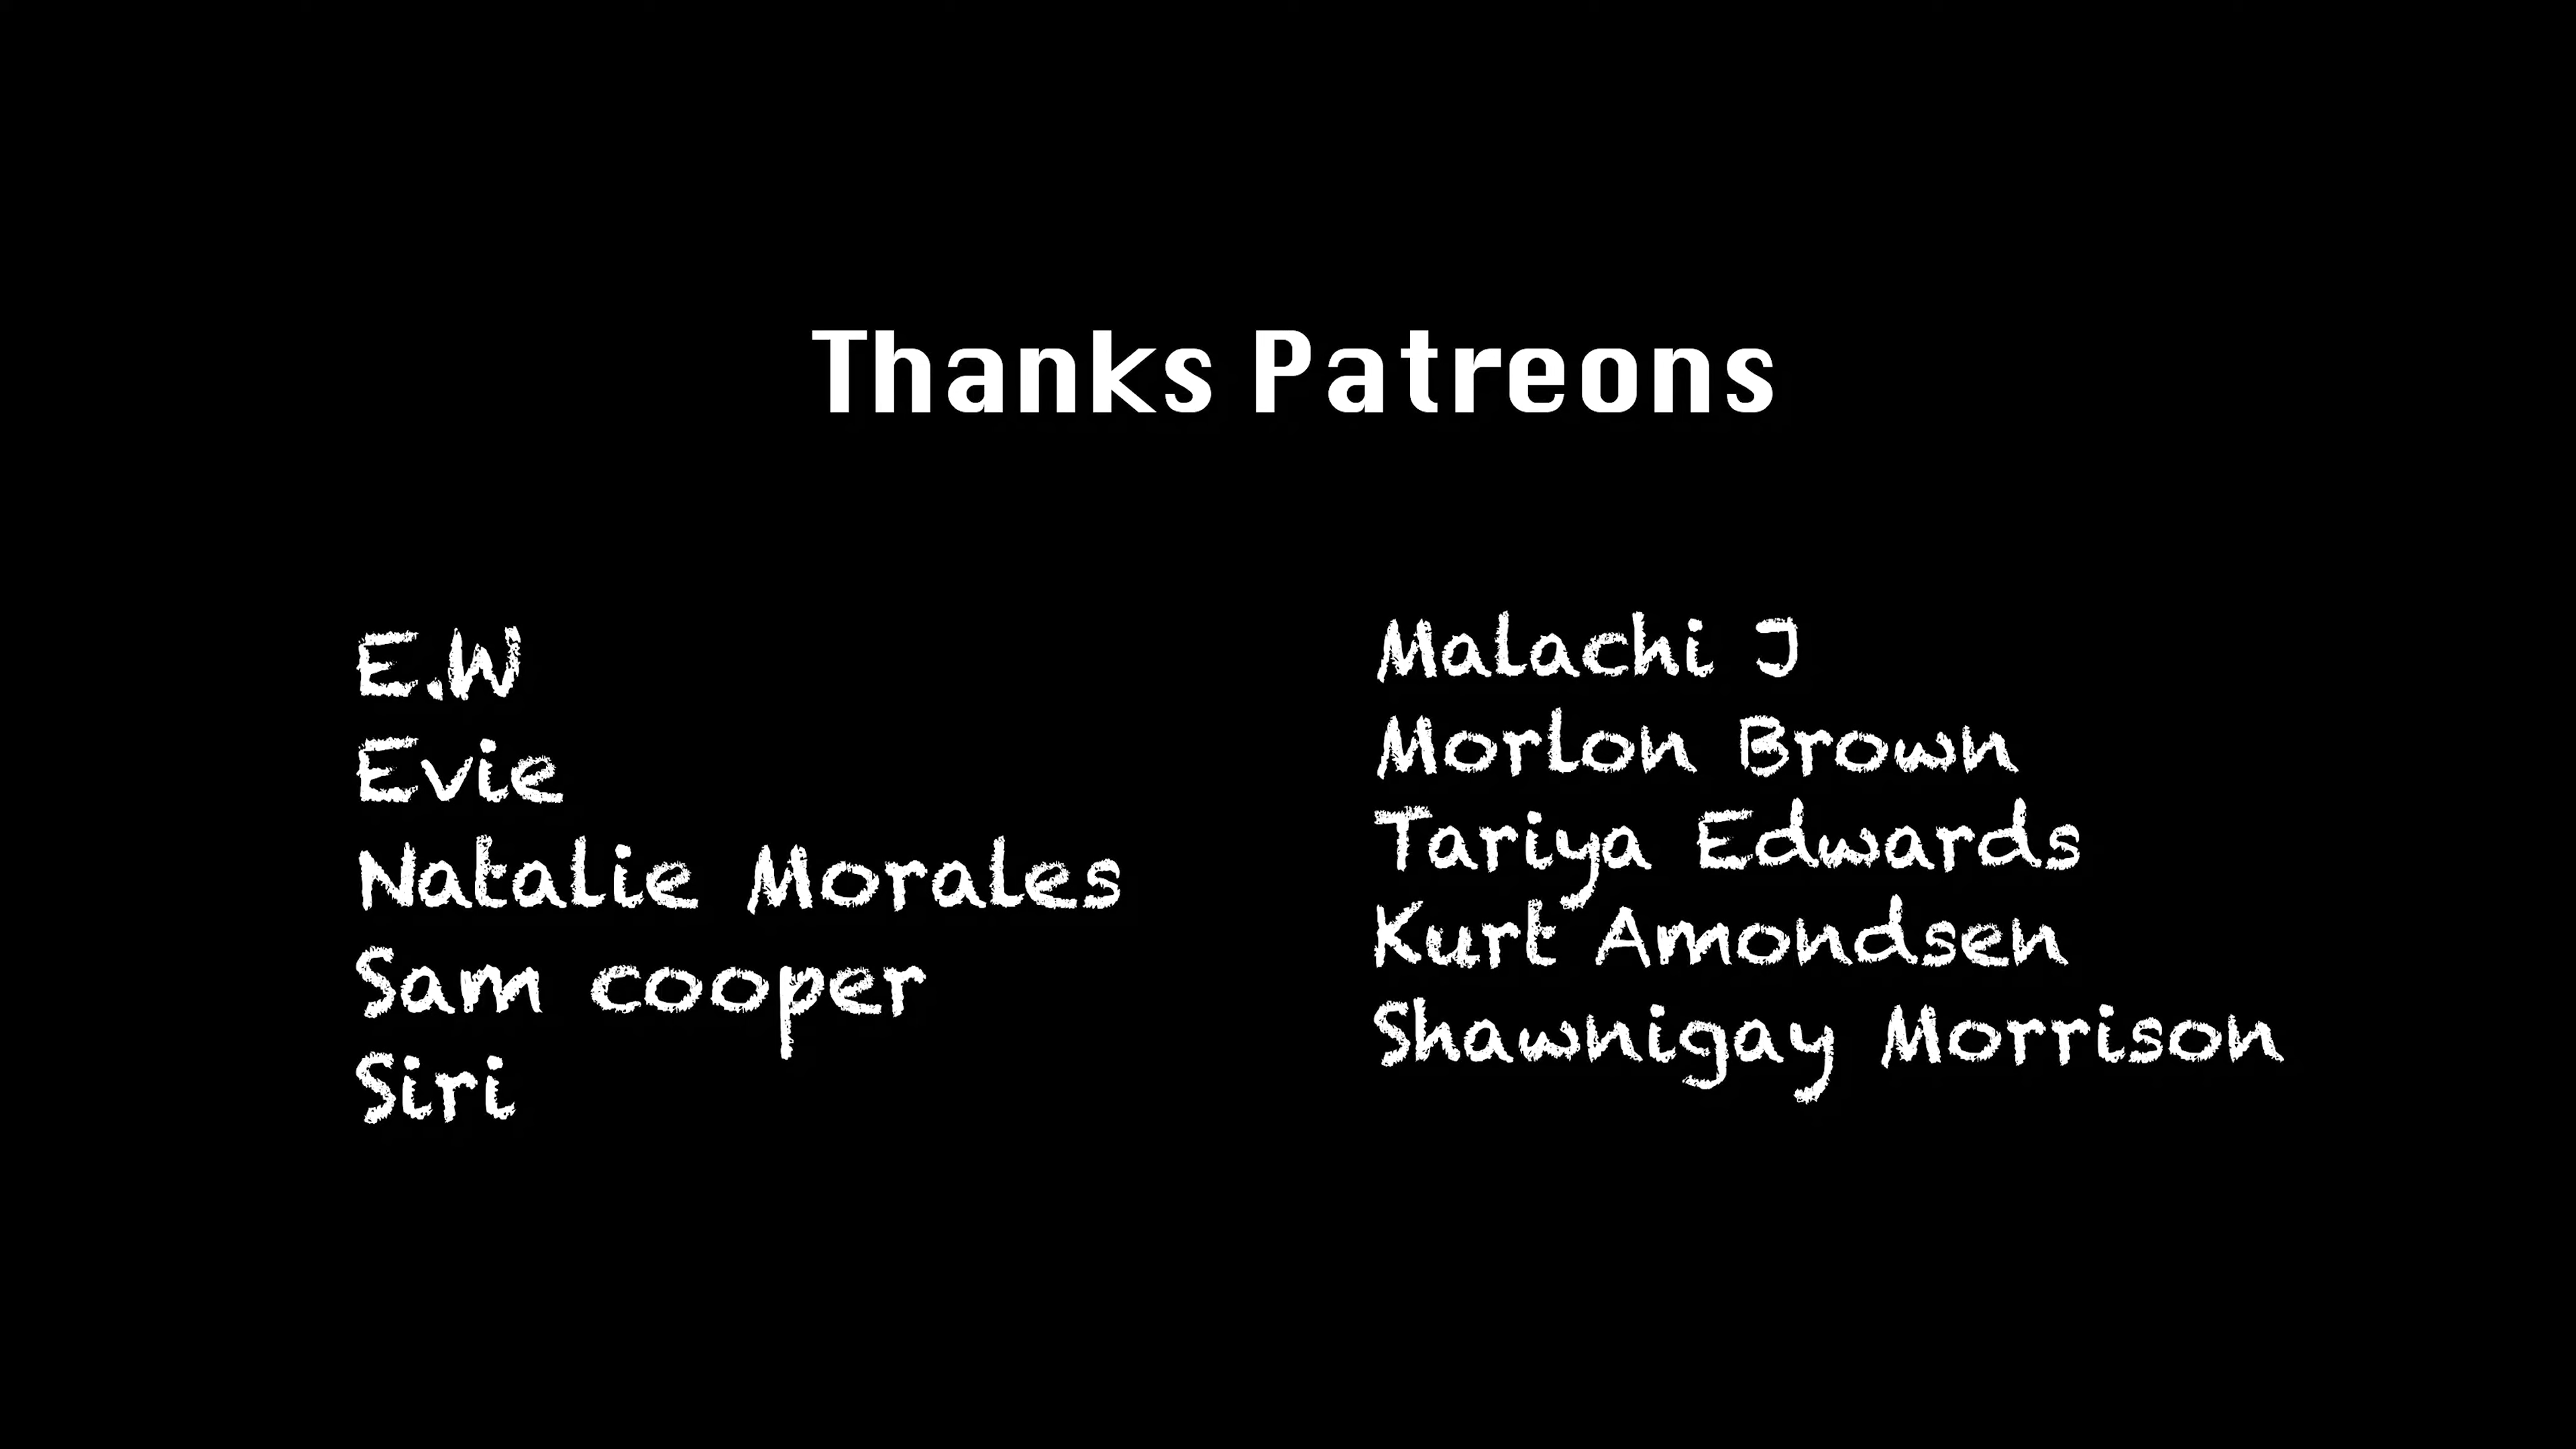 Thanks Patreons
E.W
Evie
Natalie Morales
Sam cooper
Siri
Malachi J
Morlon Brown
Tariya Edwards
Kurt Amondsen
Shawnigay Morrison